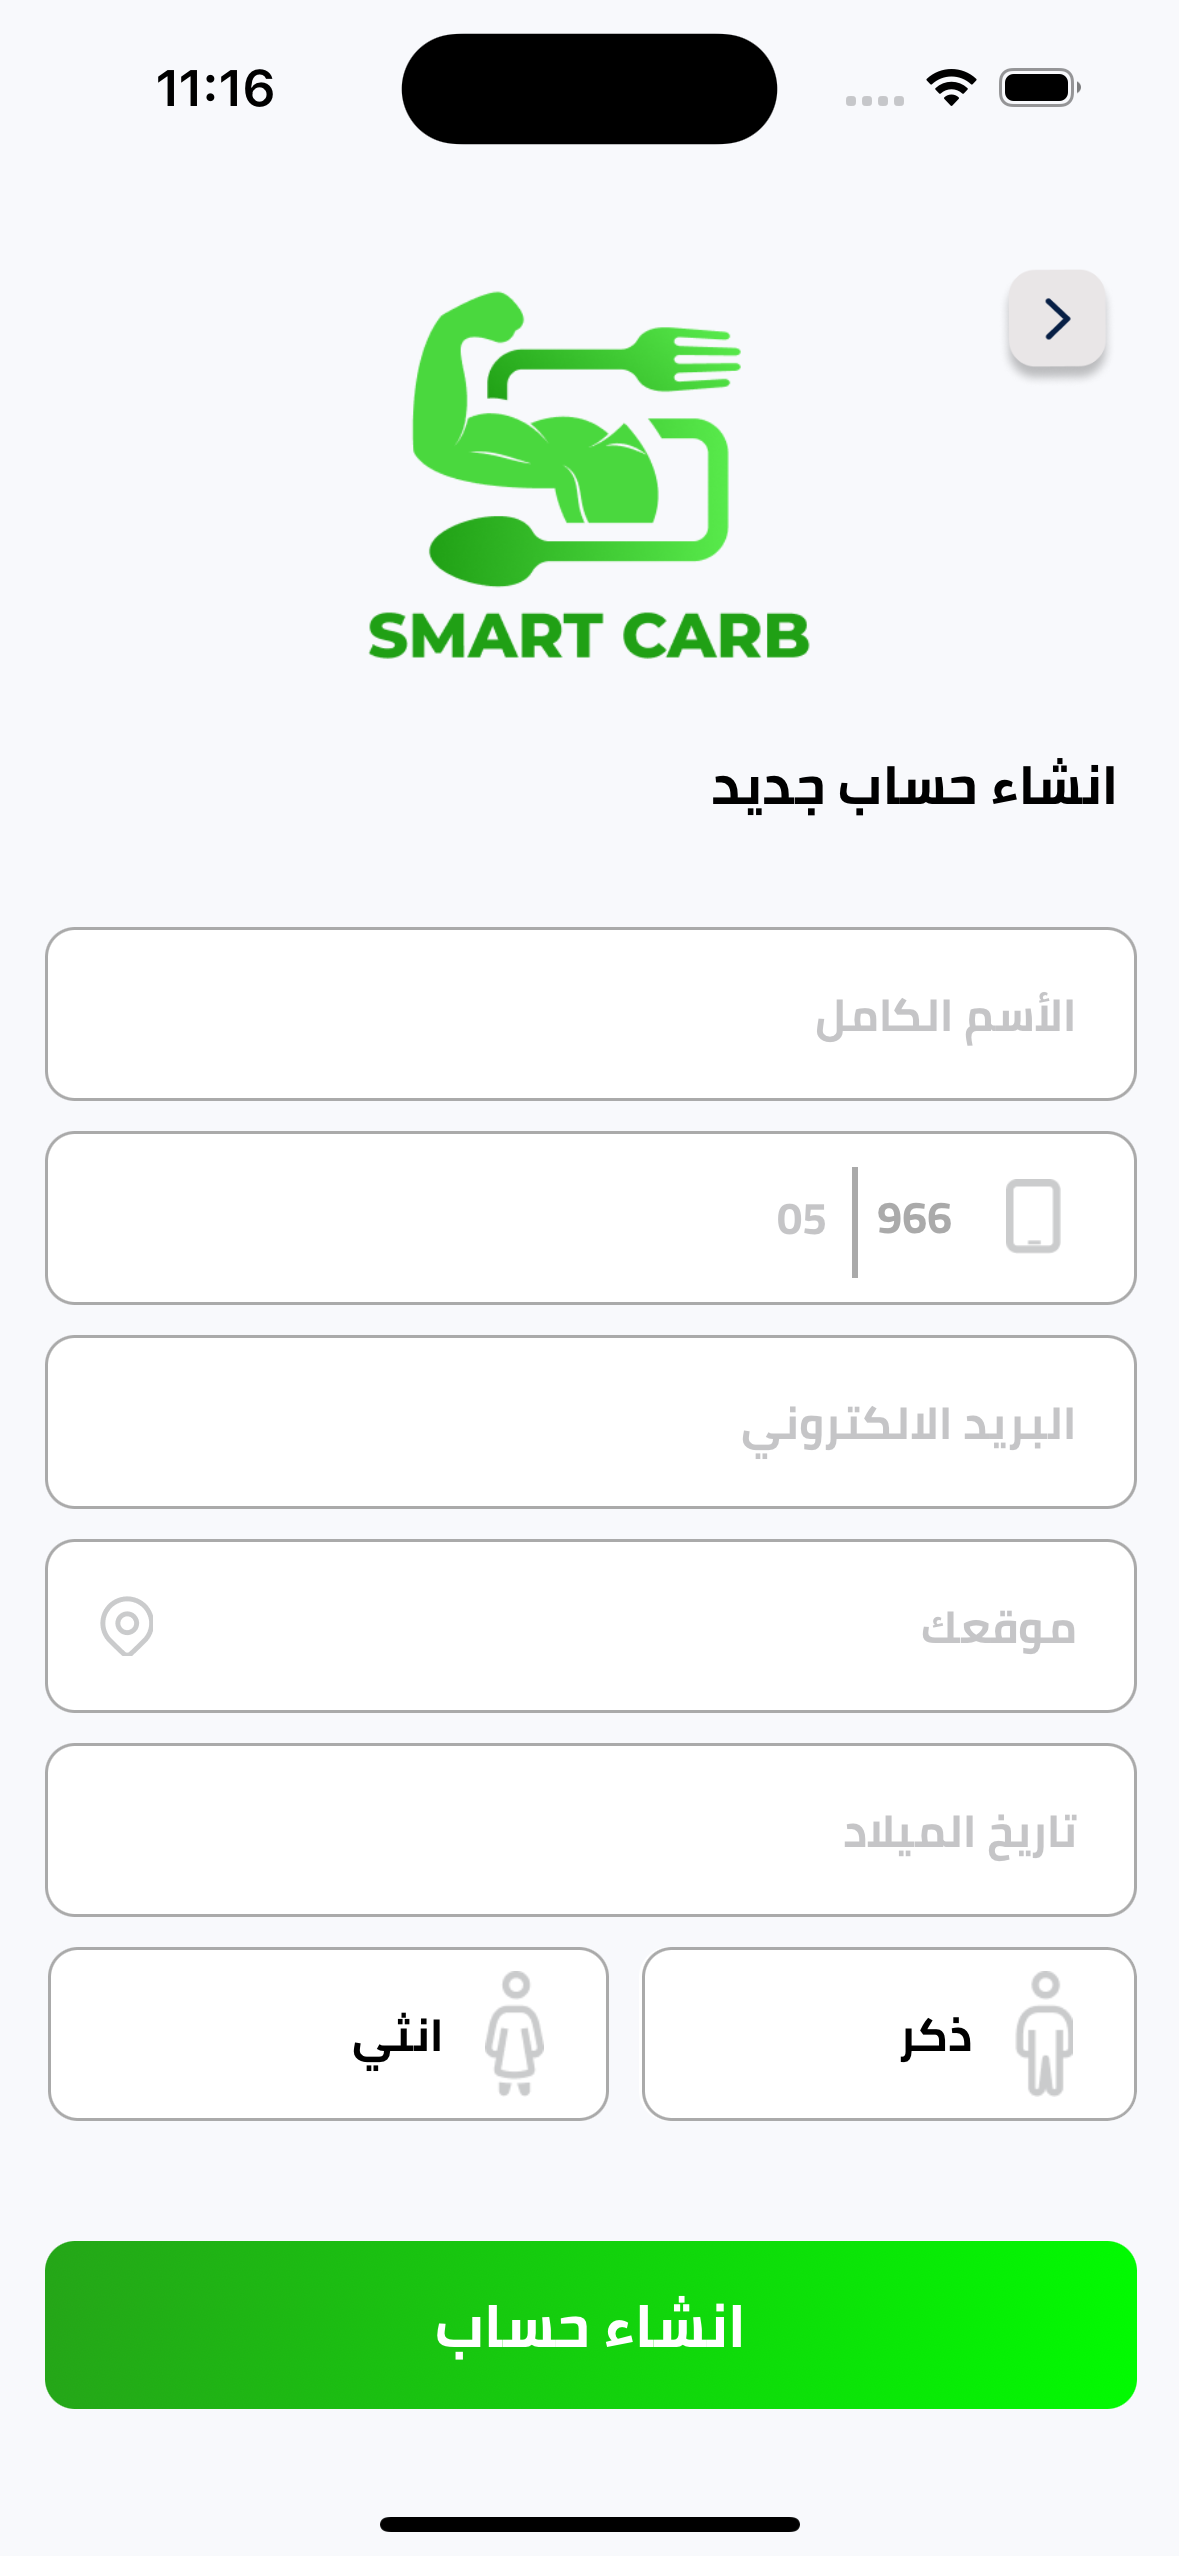 11:16
SMART CARB
انشاء حساب جديد
الأسم الكامل
966 05
البريد الالكتروني
موقعك
تاريخ الميلاد
ذكر
انثي
انشاء حساب